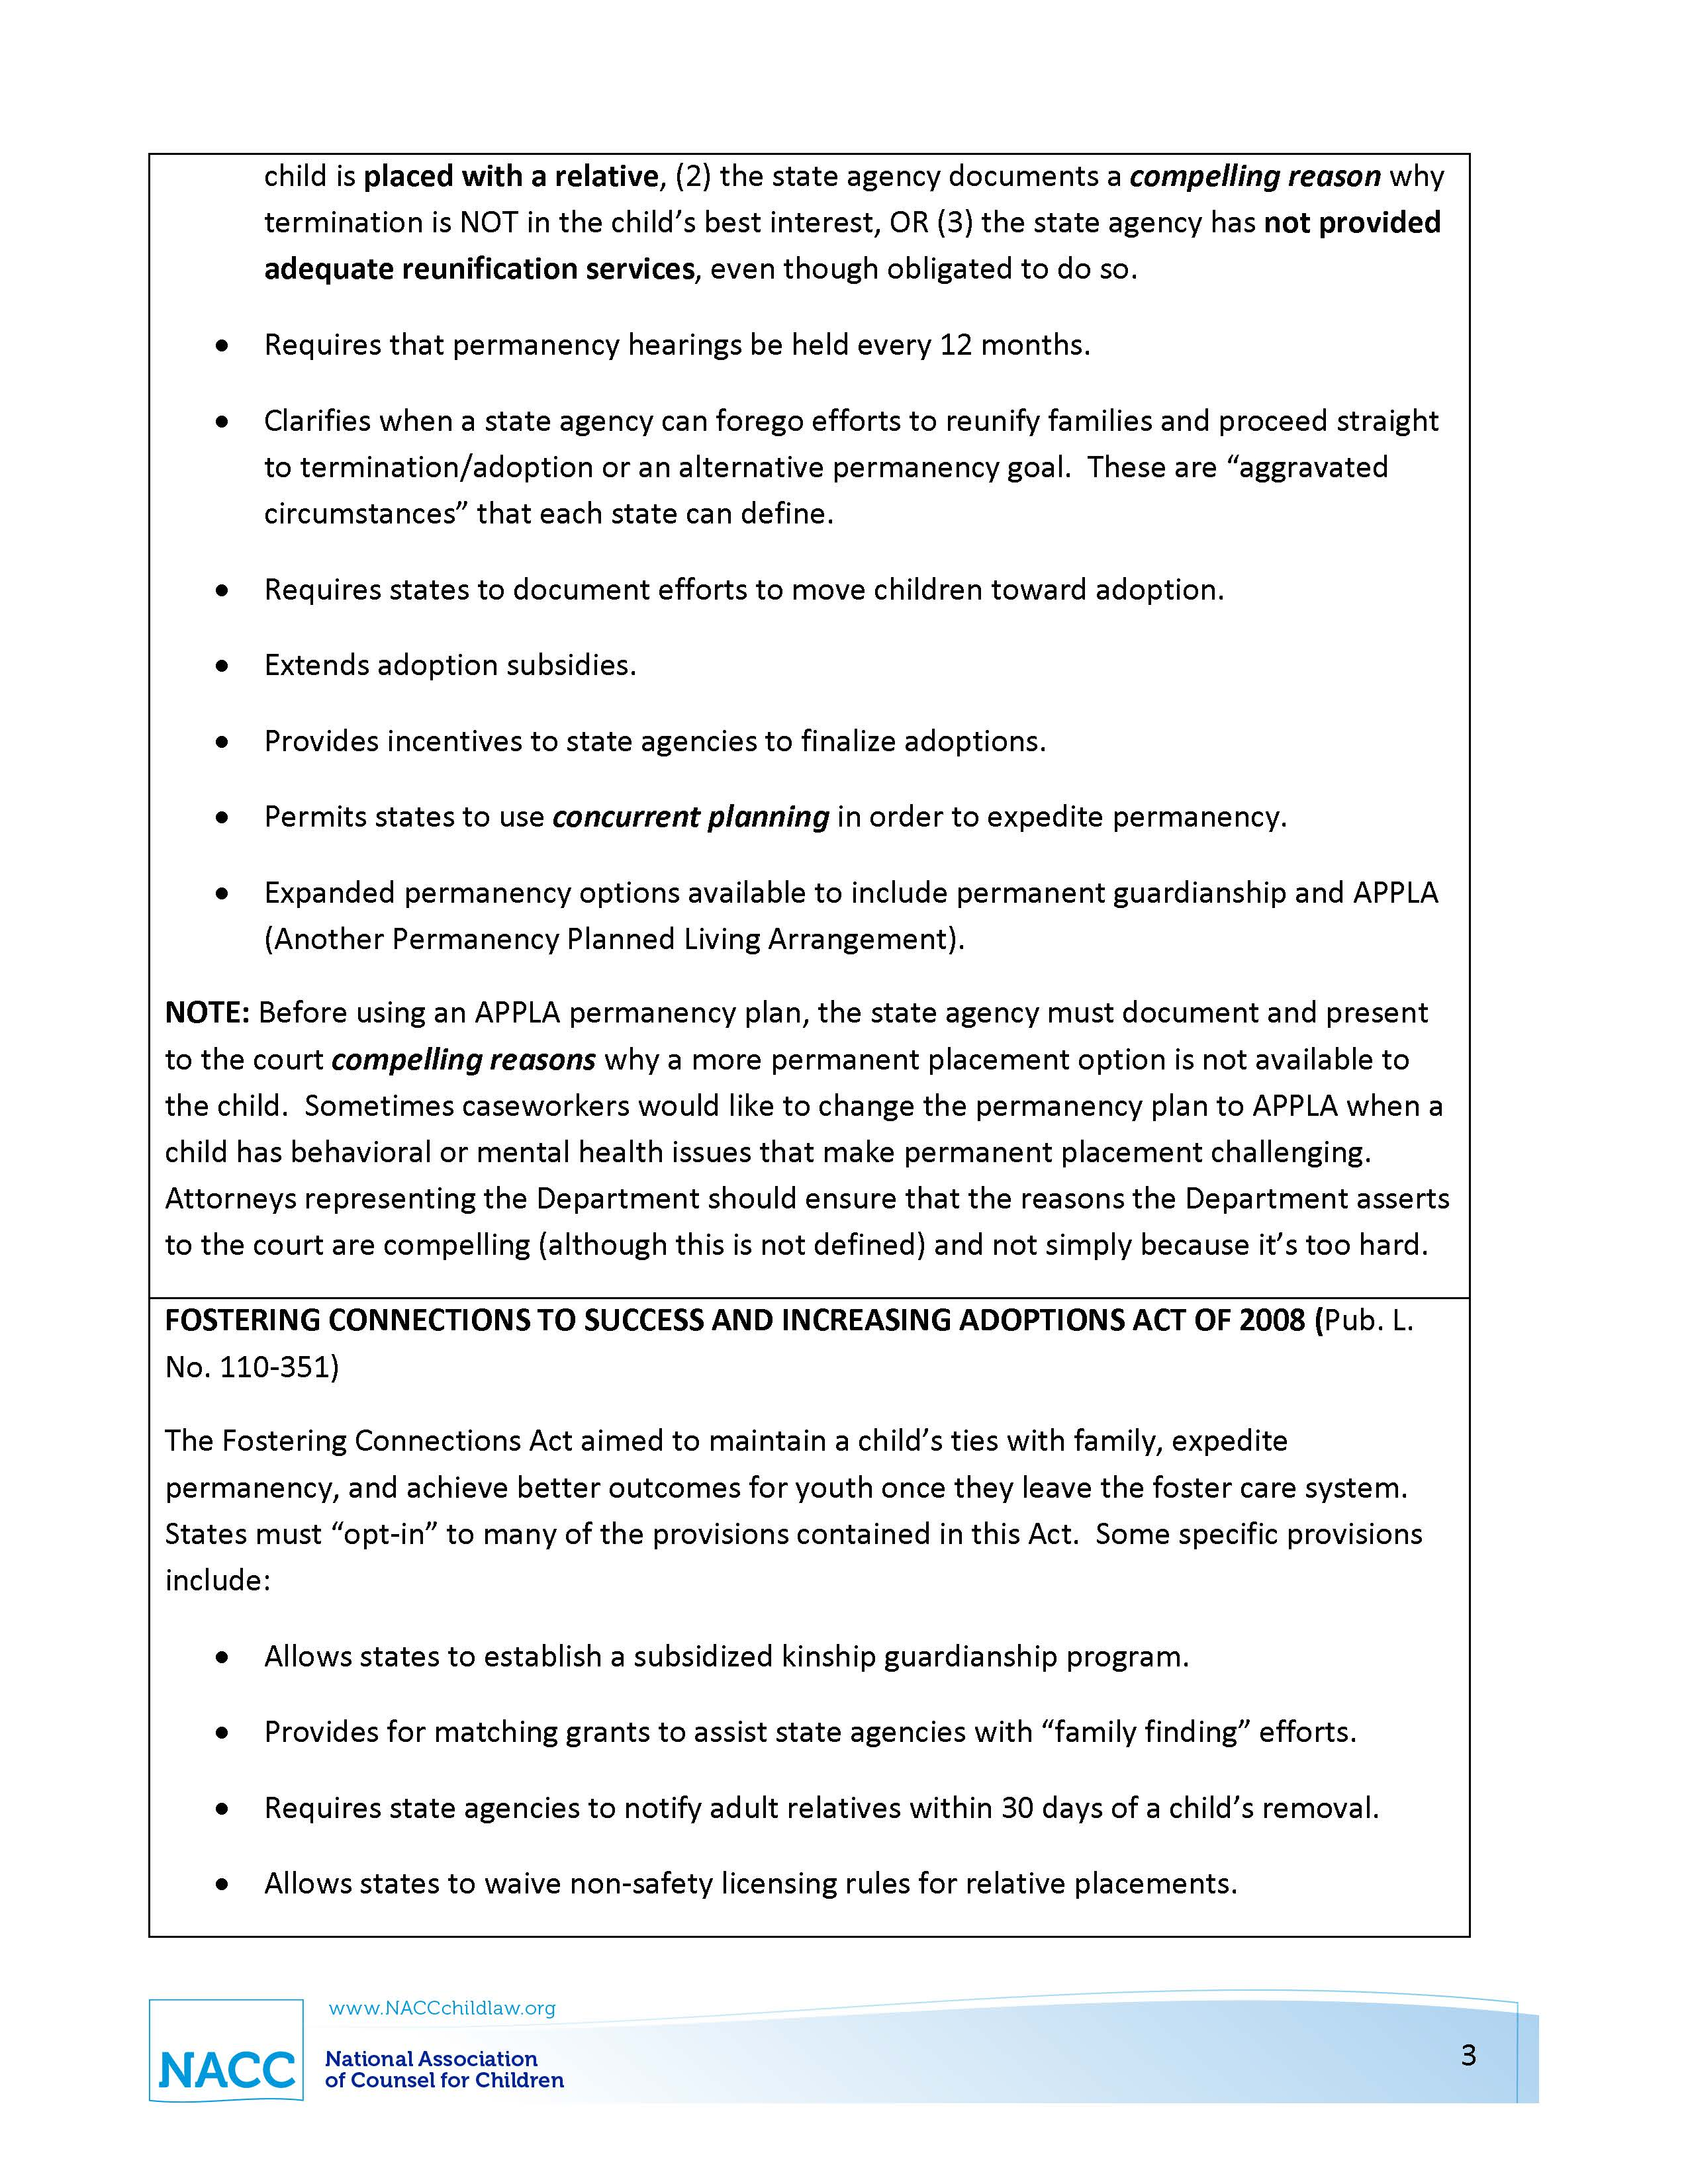 child is placed with a relative, (2) the state agency documents a compelling reason why
termination is NOT in the child’s best interest, OR (3) the state agency has not provided
adequate reunification services, even though obligated to do so.
• Requires that permanency hearings be held every 12 months.
• Clarifies when a state agency can forego efforts to reunify families and proceed straight
to termination/adoption or an alternative permanency goal.  These are “aggravated
circumstances” that each state can define.
• Requires states to document efforts to move children toward adoption.
• Extends adoption subsidies.
• Provides incentives to state agencies to finalize adoptions.
• Permits states to use concurrent planning in order to expedite permanency.
• Expanded permanency options available to include permanent guardianship and APPLA
(Another Permanency Planned Living Arrangement).
NOTE: Before using an APPLA permanency plan, the state agency must document and present
to the court compelling reasons why a more permanent placement option is not available to
the child.  Sometimes caseworkers would like to change the permanency plan to APPLA when a
child has behavioral or mental health issues that make permanent placement challenging.
Attorneys representing the Department should ensure that the reasons the Department asserts
to the court are compelling (although this is not defined) and not simply because it’s too hard.
FOSTERING CONNECTIONS TO SUCCESS AND INCREASING ADOPTIONS ACT OF 2008 (Pub. L.
No. 110-351)
The Fostering Connections Act aimed to maintain a child’s ties with family, expedite
permanency, and achieve better outcomes for youth once they leave the foster care system.
States must “opt-in” to many of the provisions contained in this Act.  Some specific provisions
include:
• Allows states to establish a subsidized kinship guardianship program.
• Provides for matching grants to assist state agencies with “family finding” efforts.
• Requires state agencies to notify adult relatives within 30 days of a child’s removal.
• Allows states to waive non-safety licensing rules for relative placements.
www.NACCchildlaw.org
NACC
National Association
of Counsel for Children
3